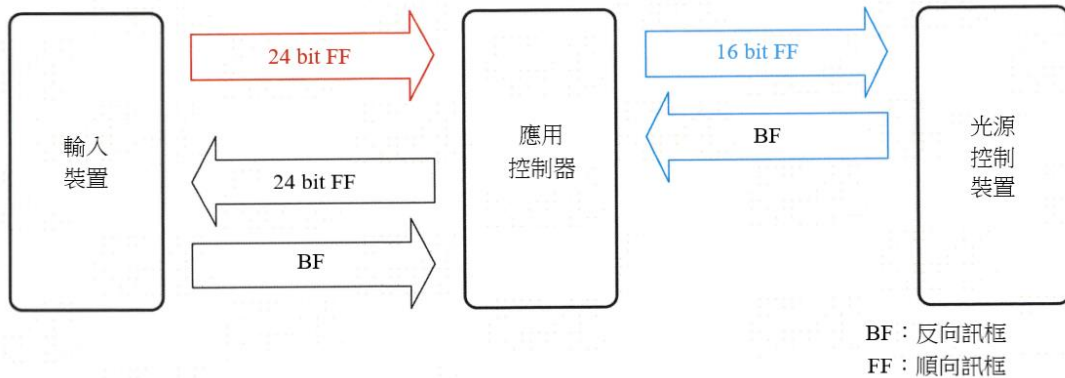 輸入
裝置
24 bit FF
24 bit FF
BF
應用
控制器
16 bit FF
BF
光源
控制
裝置
BF：反向訊框
FF：順向訊框